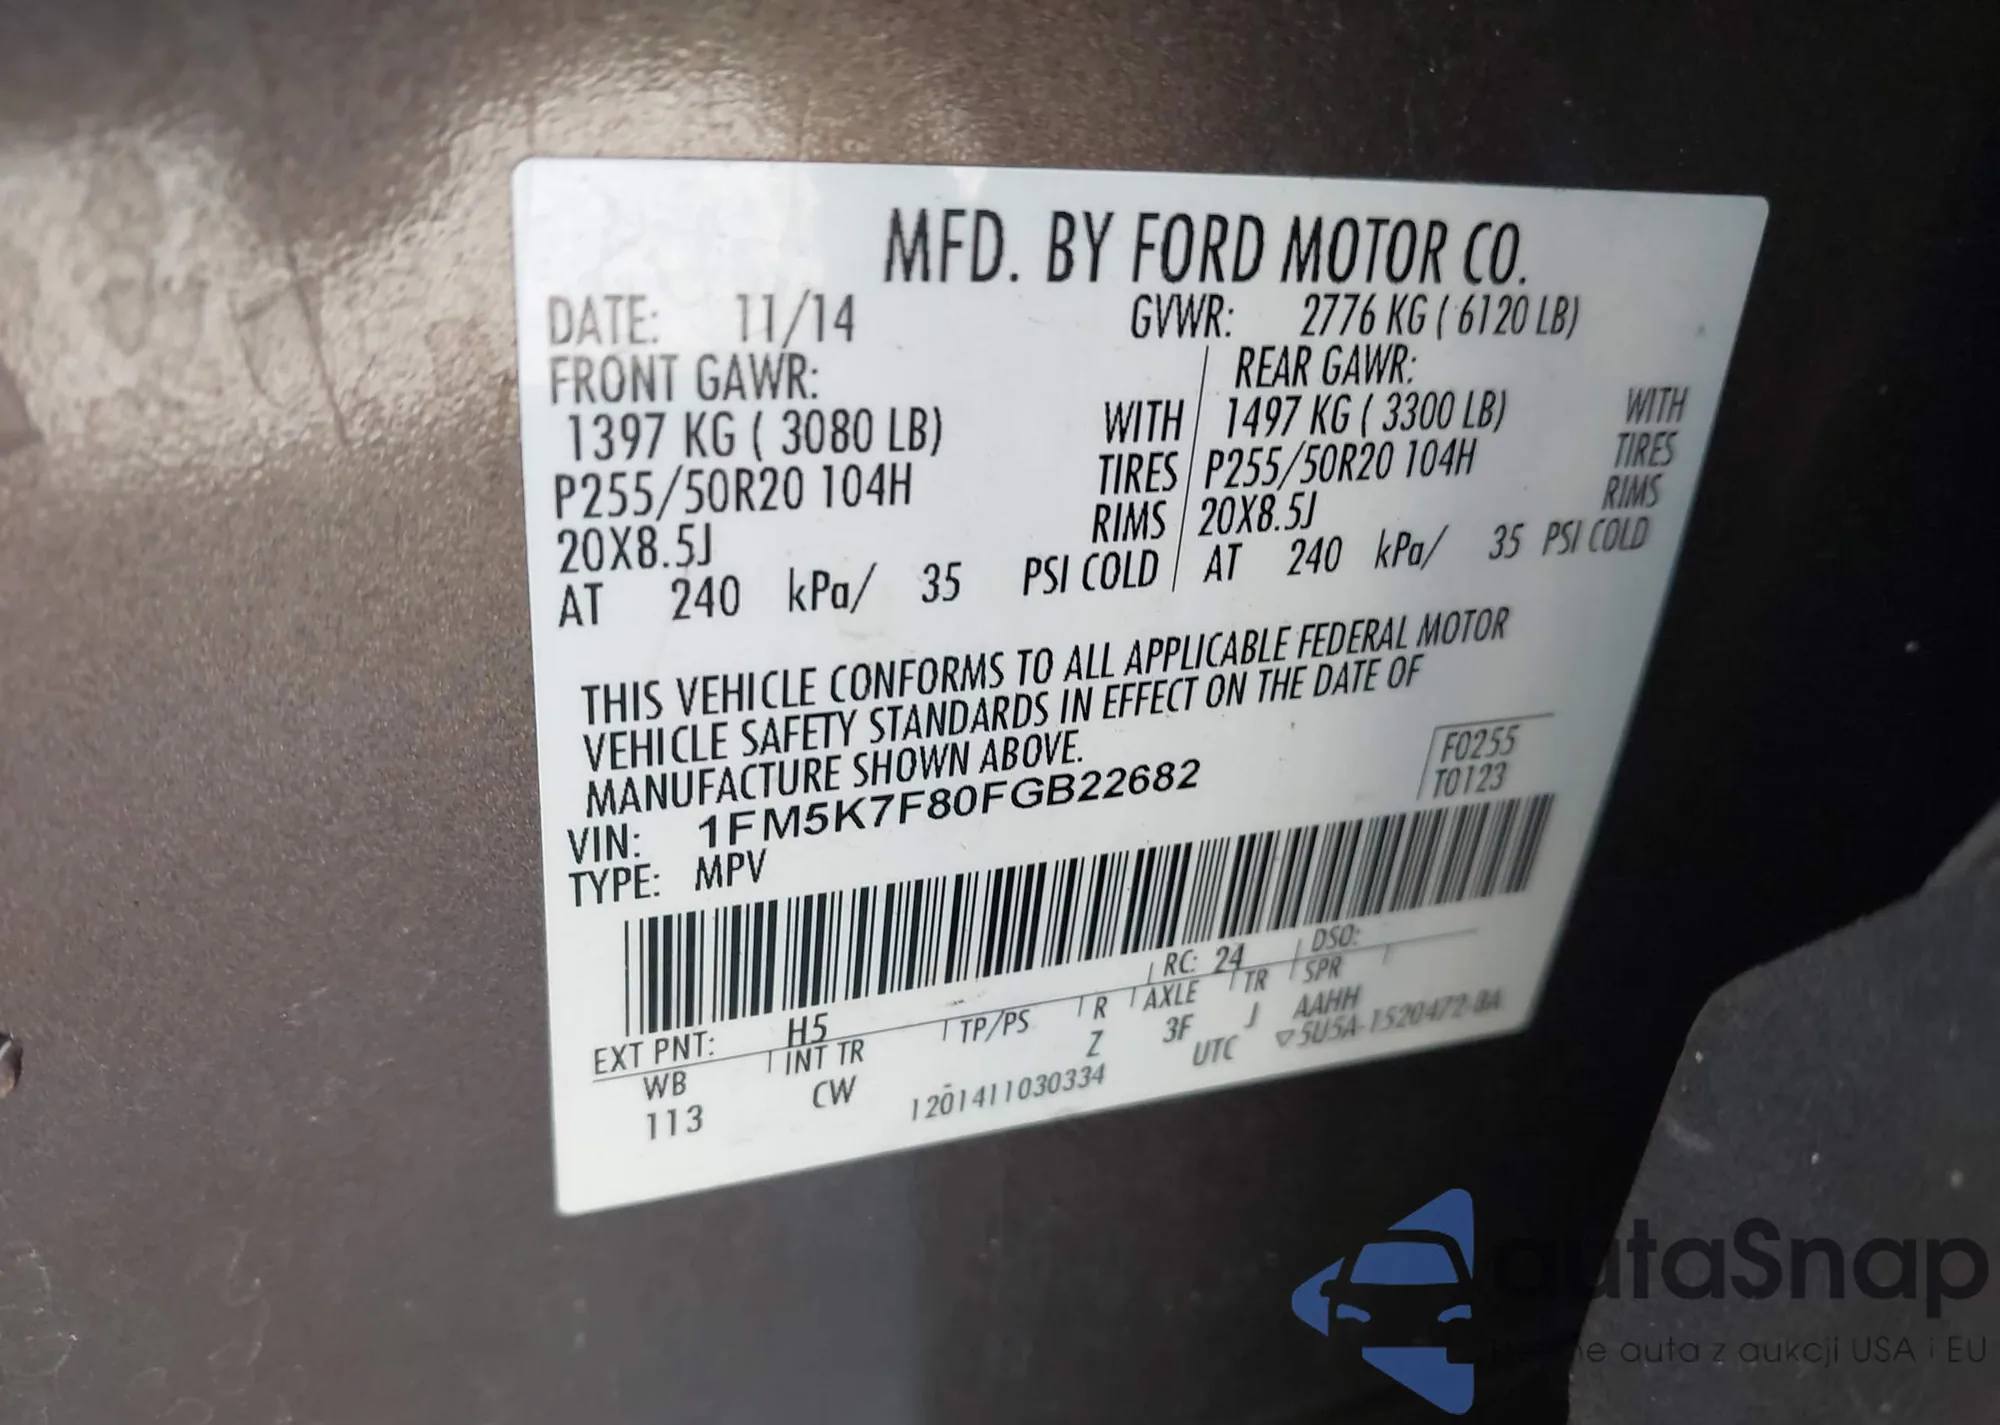 MFD. BY FORD MOTOR CO.
DATE: 11/14 GVWR: 2776 KG ( 6120 LB)
FRONT GAWR: REAR GAWR:
1397 KG ( 3080 LB) WITH 1497 KG ( 3300 LB) WITH
P255/50R20 104H TIRES P255/50R20 104H TIRES
20X8.5J RIMS 20X8.5J RIMS
AT 240 kPa/ 35 PSI COLD AT 240 kPa/ 35 PSI COLD
THIS VEHICLE CONFORMS TO ALL APPLICABLE FEDERAL MOTOR
VEHICLE SAFETY STANDARDS IN EFFECT ON THE DATE OF
MANUFACTURE SHOWN ABOVE.
F0255
T0123
VIN: 1FM5K7F80FGB22682
TYPE: MPV
EXT PNT: H5 RC: 24 DSO:
WB INT TR TP/PS R AXLE TR SPR
113 CW Z 3F J AAHH
1201411030334 UTC ▽5U5A-1520472-BA
autaSnap
auta z aukcji USA i EU